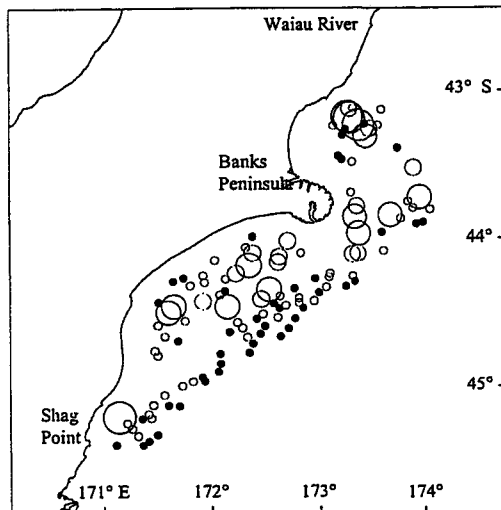 Waiau River
43° S
Banks
Peninsula
44°
45°
Shag
Point
171° E
172°
173°
174°